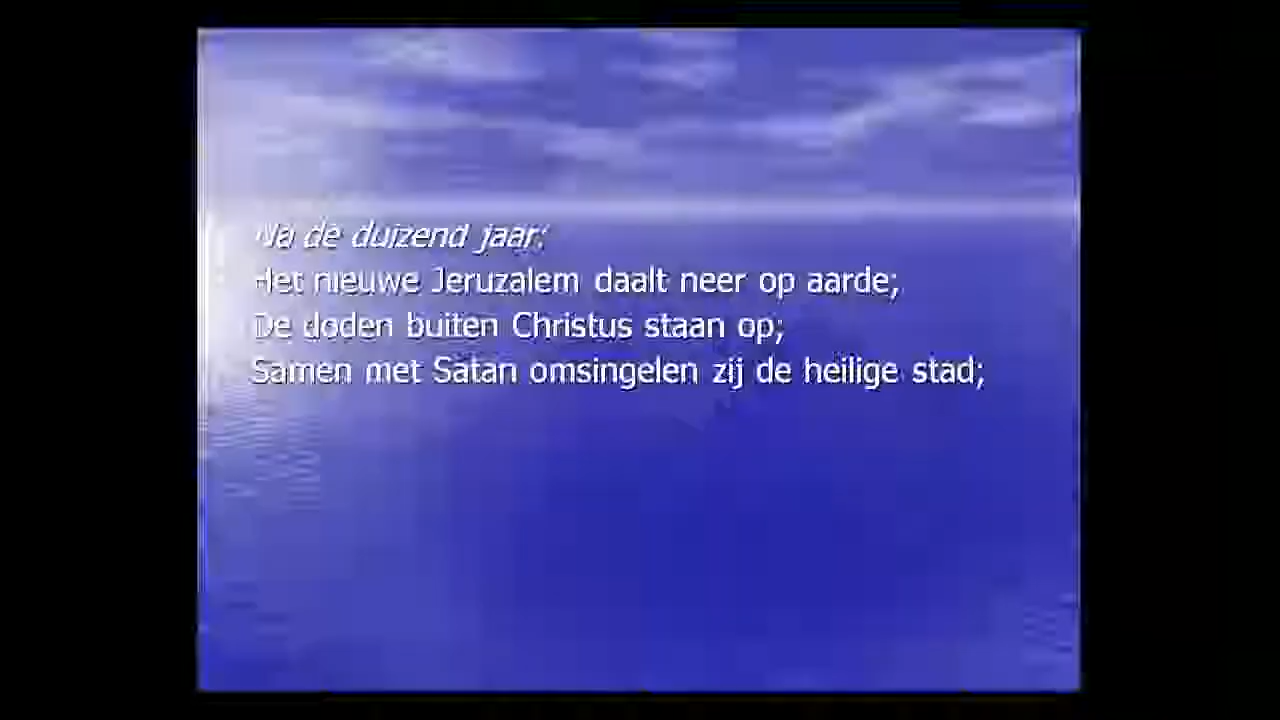 Na de duizend jaar:
Het nieuwe Jeruzalem daalt neer op aarde;
De doden buiten Christus staan op;
Samen met Satan omsingelen zij de heilige stad;